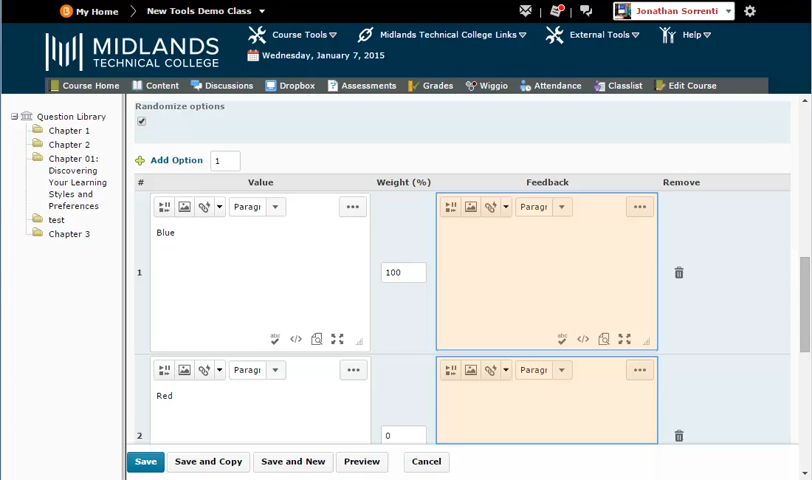 My Home
New Tools Demo Class
Jonathan Sorrenti
MIDLANDS
TECHNICAL COLLEGE
Course Tools
Midlands Technical College Links
External Tools
Help
Wednesday, January 7, 2015
Course Home
Content
Discussions
Dropbox
Assessments
Grades
Wiggio
Attendance
Classlist
Edit Course
Question Library
Chapter 1
Chapter 2
Chapter 01:
Discovering
Your Learning
Styles and
Preferences
test
Chapter 3
Randomize options
Add Option
1
#
Value
Weight (%)
Feedback
Remove
Paragr
Paragr
Blue
1
100
abc
</>
abc
</>
Paragr
Paragr
Red
2
0
Save
Save and Copy
Save and New
Preview
Cancel